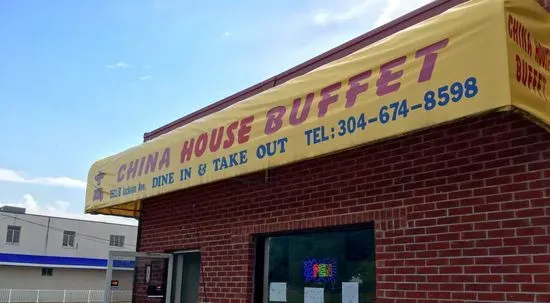 CHINA HOUSE BUFFET
DINE IN & TAKE OUT TEL: 304-674-8598
CHINA HOUSE
BUFFET
OPEN